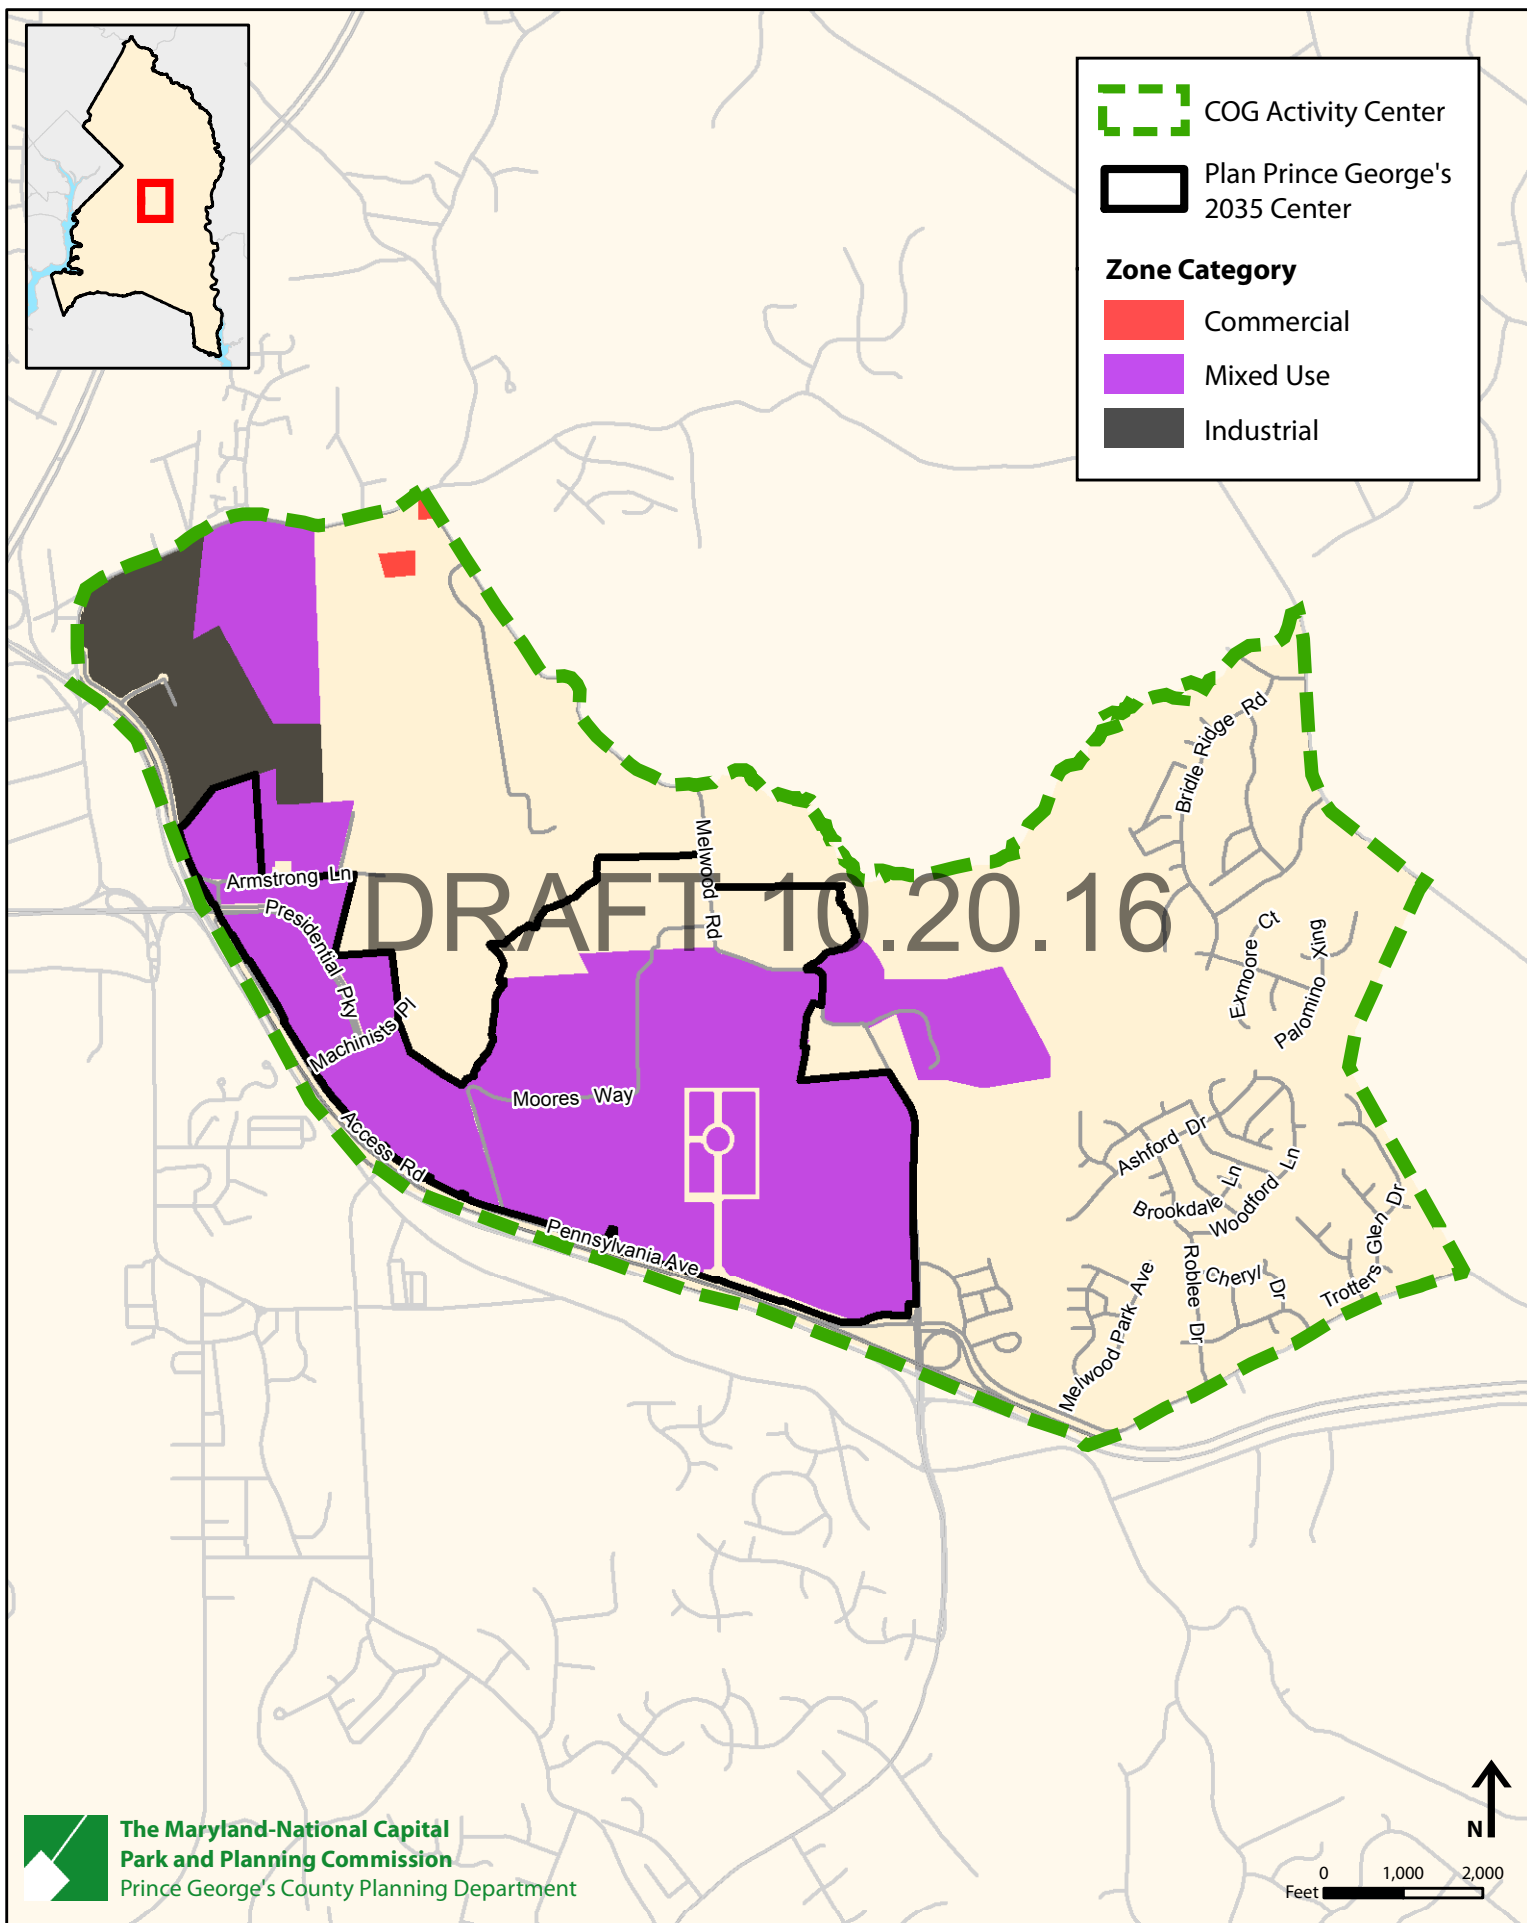 COG Activity Center
Plan Prince George's
2035 Center
Zone Category
Commercial
Mixed Use
Industrial
Bridle Ridge Rd
Melwood Rd
Armstrong Ln
DRAFT 10.20.16
Presidential Pky
Exmoore Ct
Palomino Xing
Machinists Pl
Moores Way
Access Rd
Ashford Dr
Brookdale Ln
Woodford Ln
Pennsylvania Ave
Roblee Dr
Cheryl Dr
Trotters Glen Dr
Melwood Park Ave
N
The Maryland-National Capital
Park and Planning Commission
Prince George's County Planning Department
0 1,000 2,000
Feet